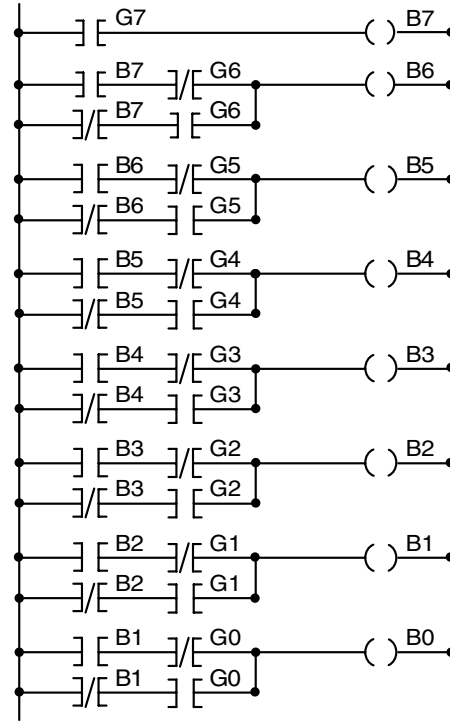 G7 B7
B7 G6 B6
B7 G6
B6 G5 B5
B6 G5
B5 G4 B4
B5 G4
B4 G3 B3
B4 G3
B3 G2 B2
B3 G2
B2 G1 B1
B2 G1
B1 G0 B0
B1 G0